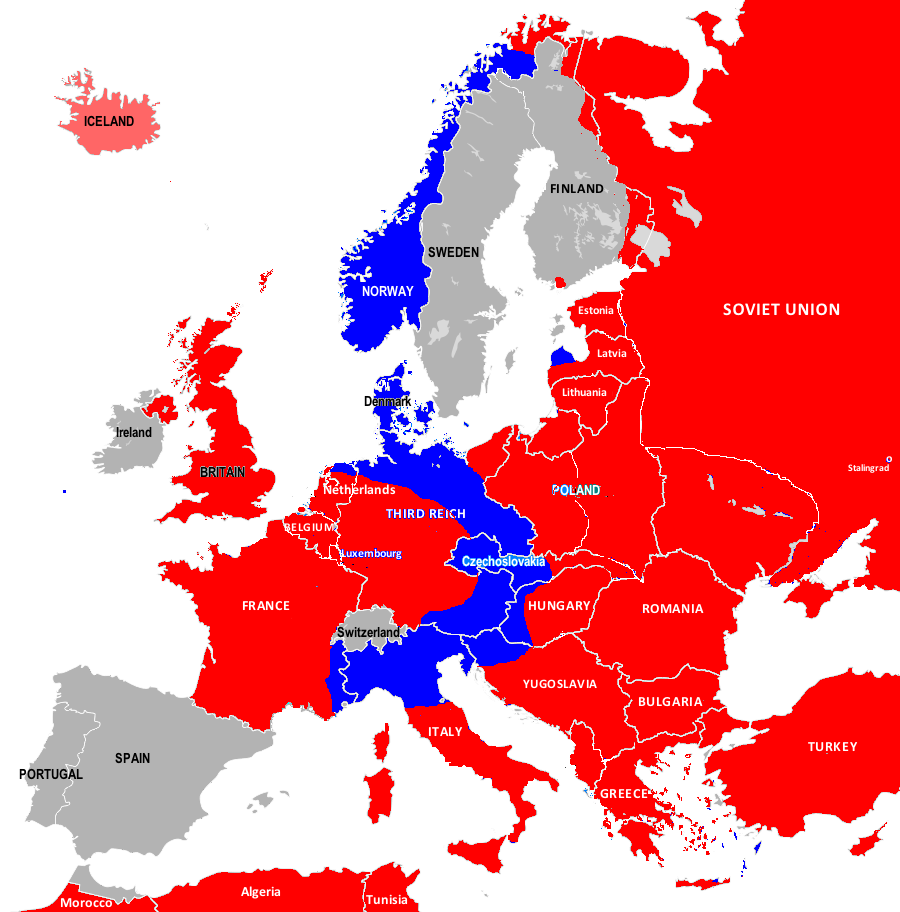 ICELAND
FINLAND
SWEDEN
NORWAY
SOVIET UNION
Estonia
Latvia
Lithuania
Denmark
Ireland
BRITAIN
Stalingrad
Netherlands
POLAND
THIRD REICH
BELGIUM
Luxembourg
Czechoslovakia
FRANCE
HUNGARY
ROMANIA
Switzerland
YUGOSLAVIA
BULGARIA
ITALY
TURKEY
SPAIN
PORTUGAL
GREECE
Algeria
Morocco
Tunisia